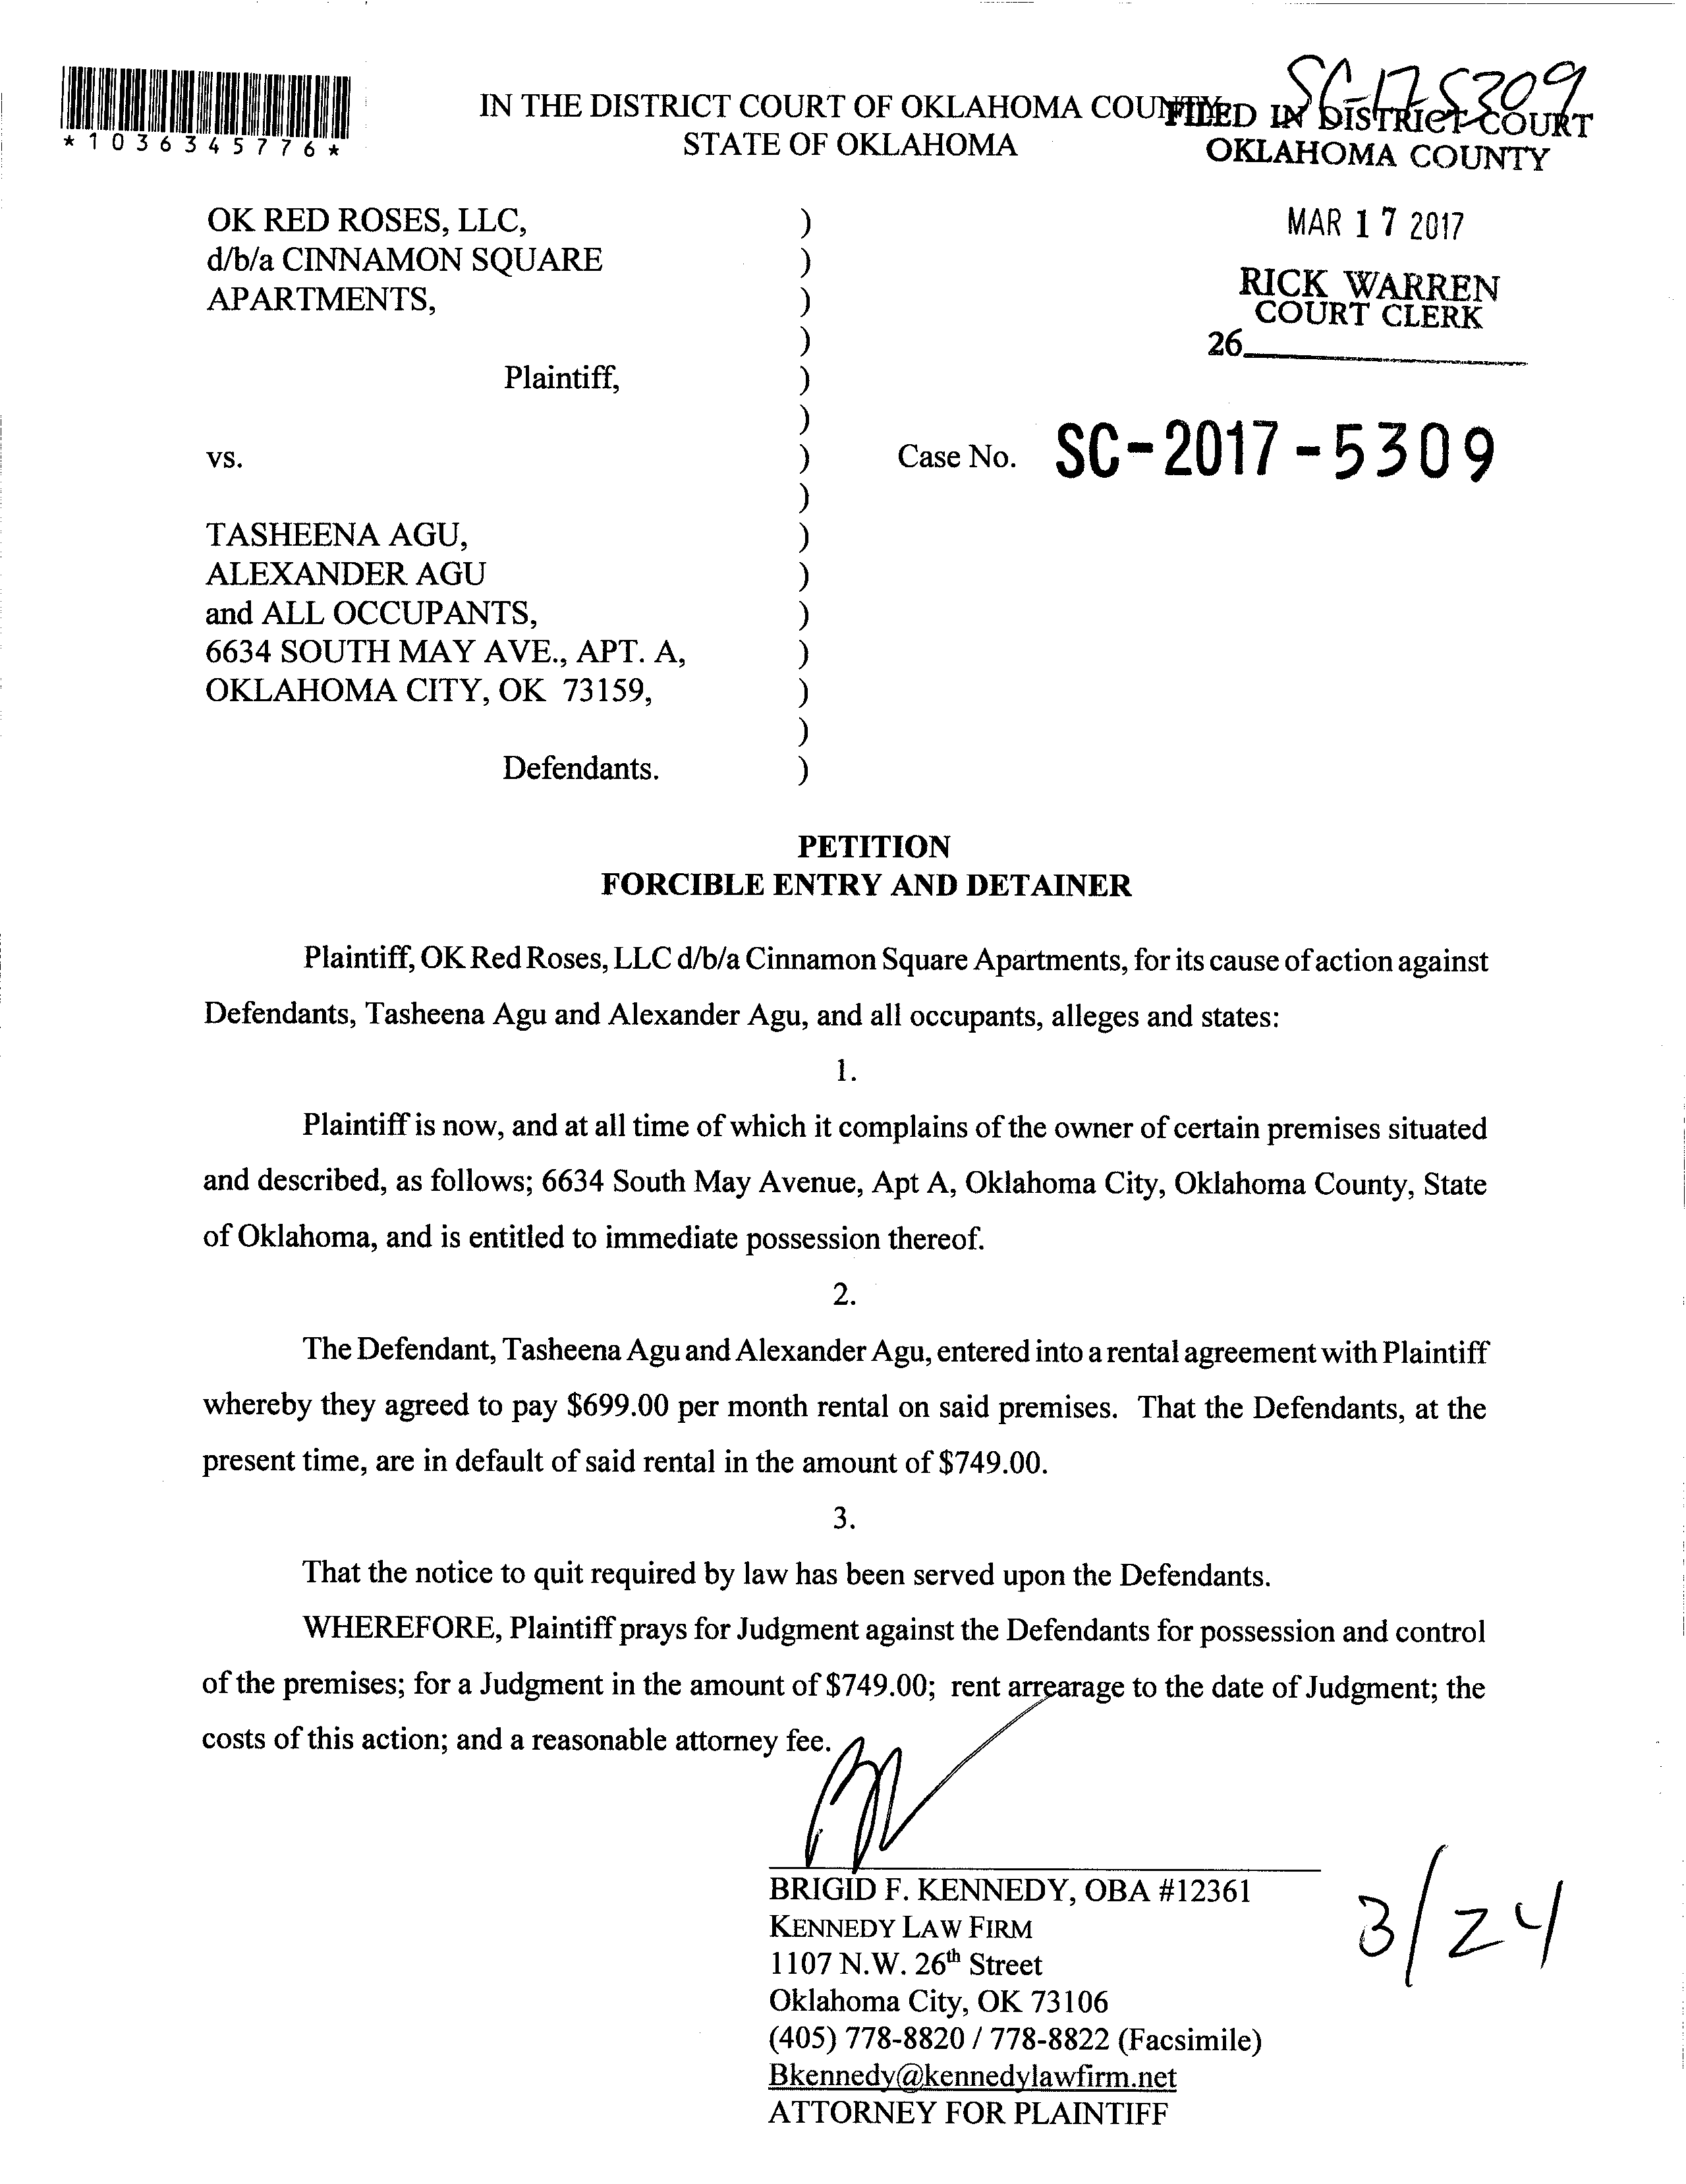 SC-17-5309
*1036345776*
IN THE DISTRICT COURT OF OKLAHOMA COUNTY
STATE OF OKLAHOMA
FILED IN DISTRICT COURT
OKLAHOMA COUNTY
MAR 17 2017
RICK WARREN
COURT CLERK
26
OK RED ROSES, LLC, )
d/b/a CINNAMON SQUARE )
APARTMENTS, )
)
Plaintiff, )
)
vs. ) Case No. SC-2017-5309
)
TASHEENA AGU, )
ALEXANDER AGU )
and ALL OCCUPANTS, )
6634 SOUTH MAY AVE., APT. A, )
OKLAHOMA CITY, OK 73159, )
)
Defendants. )
PETITION
FORCIBLE ENTRY AND DETAINER
Plaintiff, OK Red Roses, LLC d/b/a Cinnamon Square Apartments, for its cause of action against
Defendants, Tasheena Agu and Alexander Agu, and all occupants, alleges and states:
1.
Plaintiff is now, and at all time of which it complains of the owner of certain premises situated
and described, as follows; 6634 South May Avenue, Apt A, Oklahoma City, Oklahoma County, State
of Oklahoma, and is entitled to immediate possession thereof.
2.
The Defendant, Tasheena Agu and Alexander Agu, entered into a rental agreement with Plaintiff
whereby they agreed to pay $699.00 per month rental on said premises. That the Defendants, at the
present time, are in default of said rental in the amount of $749.00.
3.
That the notice to quit required by law has been served upon the Defendants.
WHEREFORE, Plaintiff prays for Judgment against the Defendants for possession and control
of the premises; for a Judgment in the amount of $749.00; rent arrearage to the date of Judgment; the
costs of this action; and a reasonable attorney fee.
BRIGID F. KENNEDY, OBA #12361
KENNEDY LAW FIRM
1107 N.W. 26th Street
Oklahoma City, OK 73106
(405) 778-8820 / 778-8822 (Facsimile)
Bkennedy@kennedylawfirm.net
ATTORNEY FOR PLAINTIFF
3/24